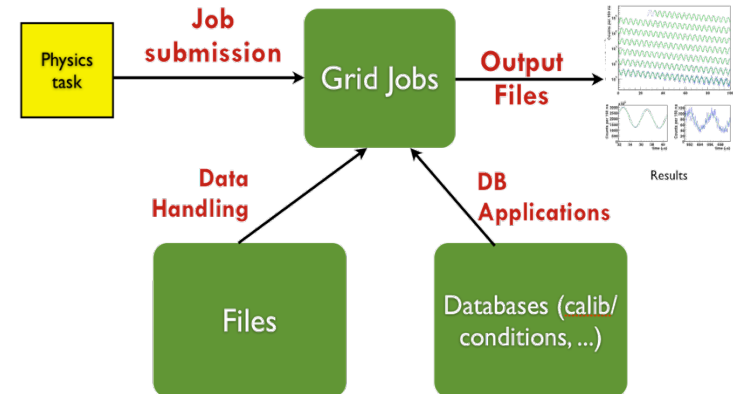 Job
submission
Physics
task
Grid Jobs
Output
Files
Results
Data
Handling
DB
Applications
Files
Databases (calib/
conditions, ...)